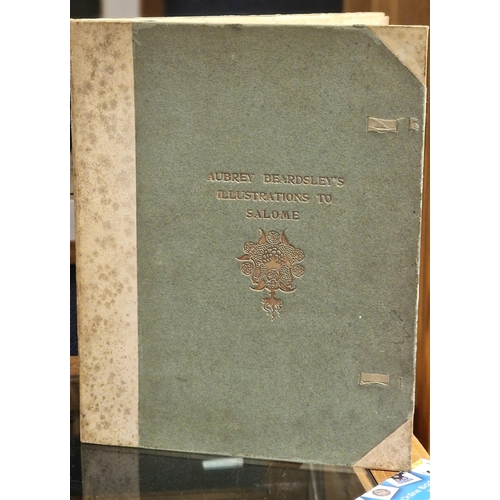 AUBREY BEARDSLEY'S
ILLUSTRATIONS TO
SALOME